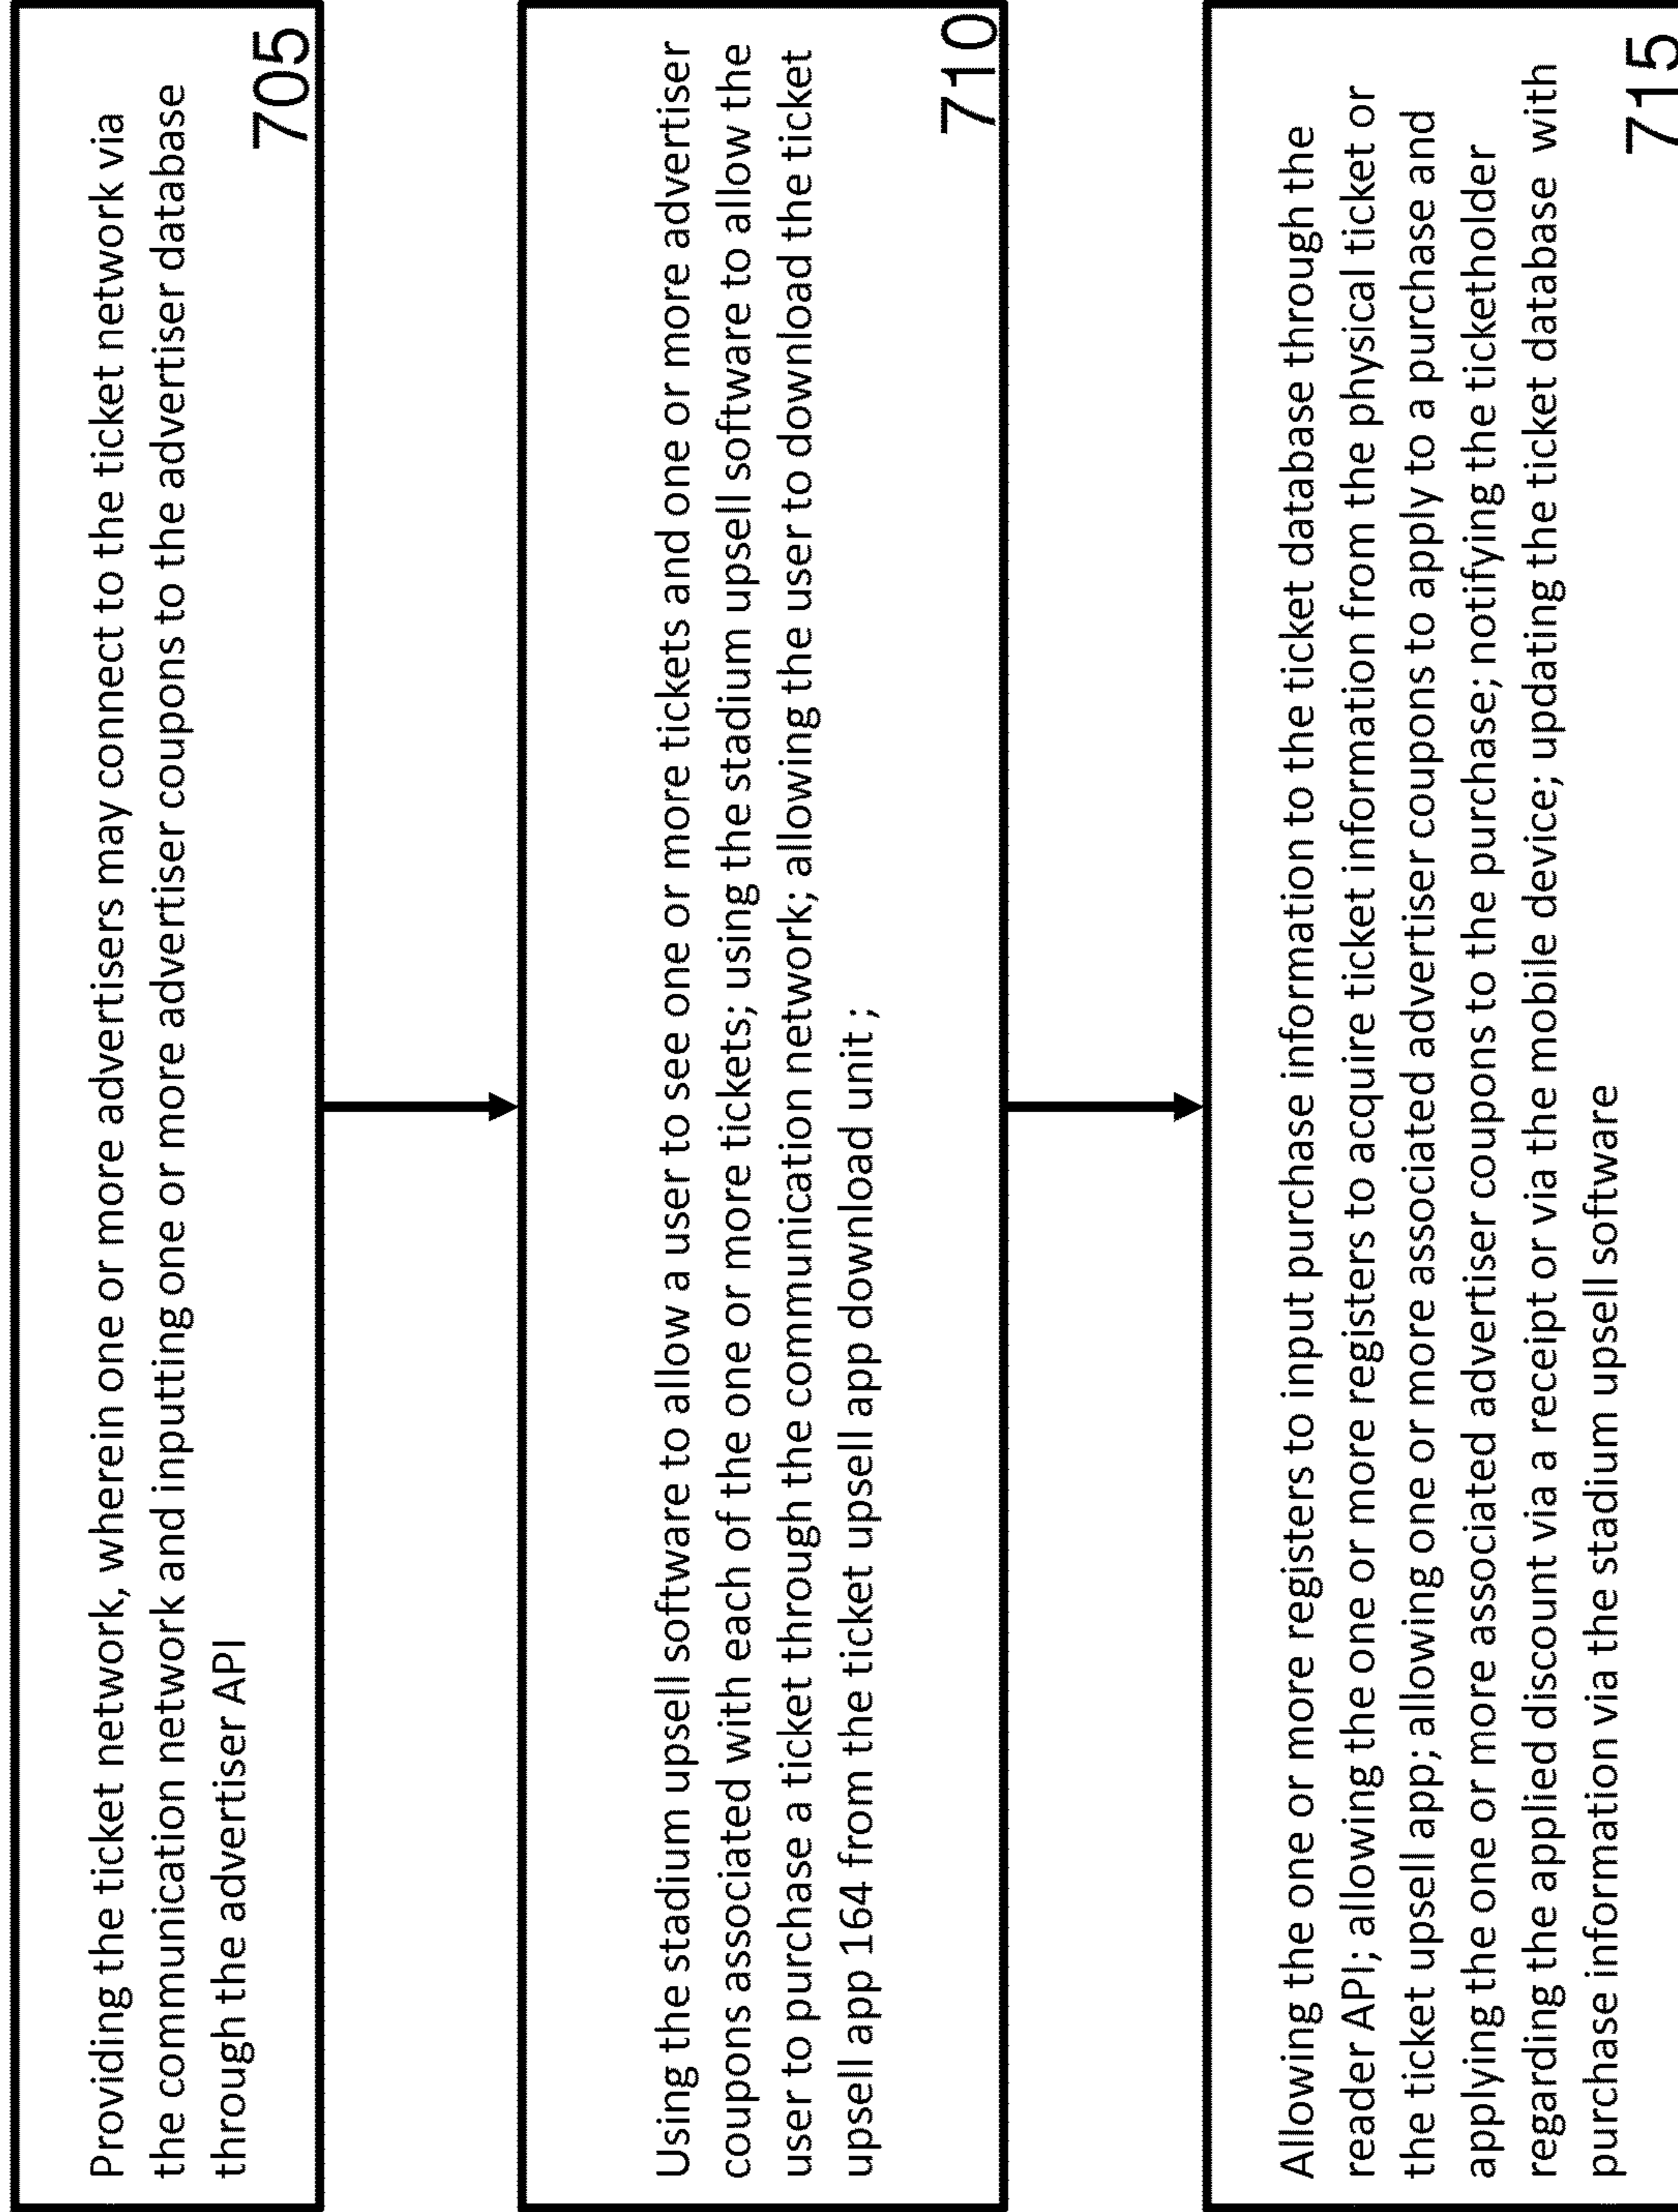 Providing the ticket network, wherein one or more advertisers may connect to the ticket network via
the communication network and inputting one or more advertiser coupons to the advertiser database
through the advertiser API
705
Using the stadium upsell software to allow a user to see one or more tickets and one or more advertiser
coupons associated with each of the one or more tickets; using the stadium upsell software to allow the
user to purchase a ticket through the communication network; allowing the user to download the ticket
upsell app 164 from the ticket upsell app download unit ;
710
Allowing the one or more registers to input purchase information to the ticket database through the
reader API; allowing the one or more registers to acquire ticket information from the physical ticket or
the ticket upsell app; allowing one or more associated advertiser coupons to apply to a purchase and
applying the one or more associated advertiser coupons to the purchase; notifying the ticketholder
regarding the applied discount via a receipt or via the mobile device; updating the ticket database with
purchase information via the stadium upsell software
715